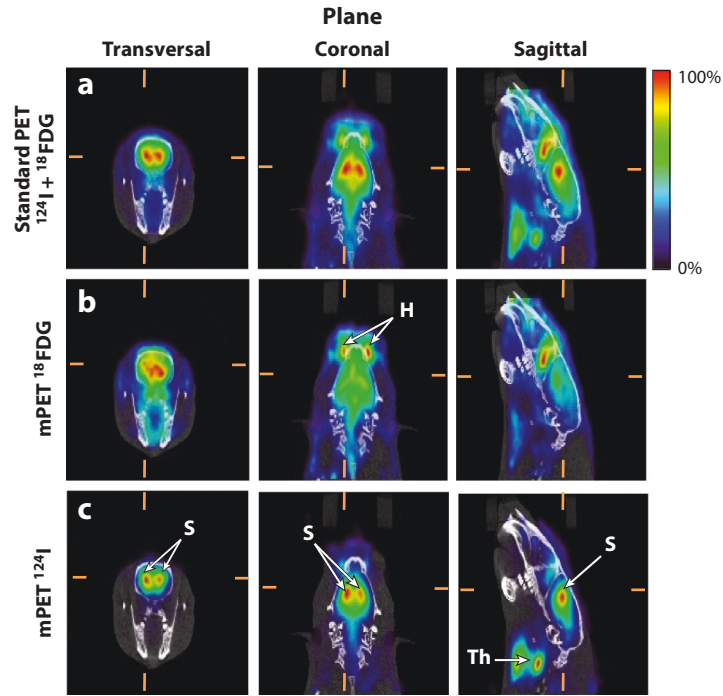 Plane
Transversal
Coronal
Sagittal
Standard PET
¹²⁴I + ¹⁸FDG
a
100%
0%
mPET ¹⁸FDG
b
H
mPET ¹²⁴I
c
S
S
S
Th